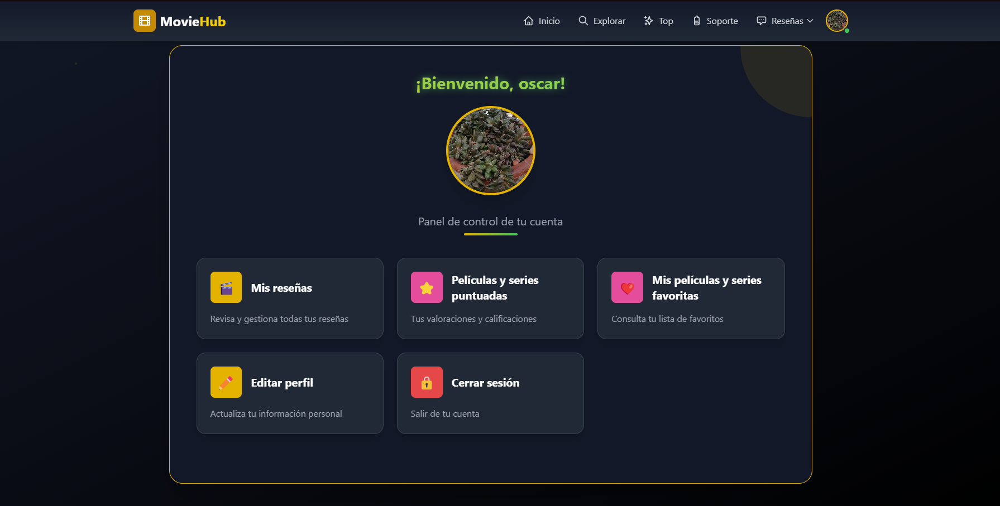 MovieHub
Inicio
Explorar
Top
Soporte
Reseñas
¡Bienvenido, oscar!
Panel de control de tu cuenta
Mis reseñas
Revisa y gestiona todas tus reseñas
Películas y series
puntuadas
Tus valoraciones y calificaciones
Mis películas y series
favoritas
Consulta tu lista de favoritos
Editar perfil
Actualiza tu información personal
Cerrar sesión
Salir de tu cuenta